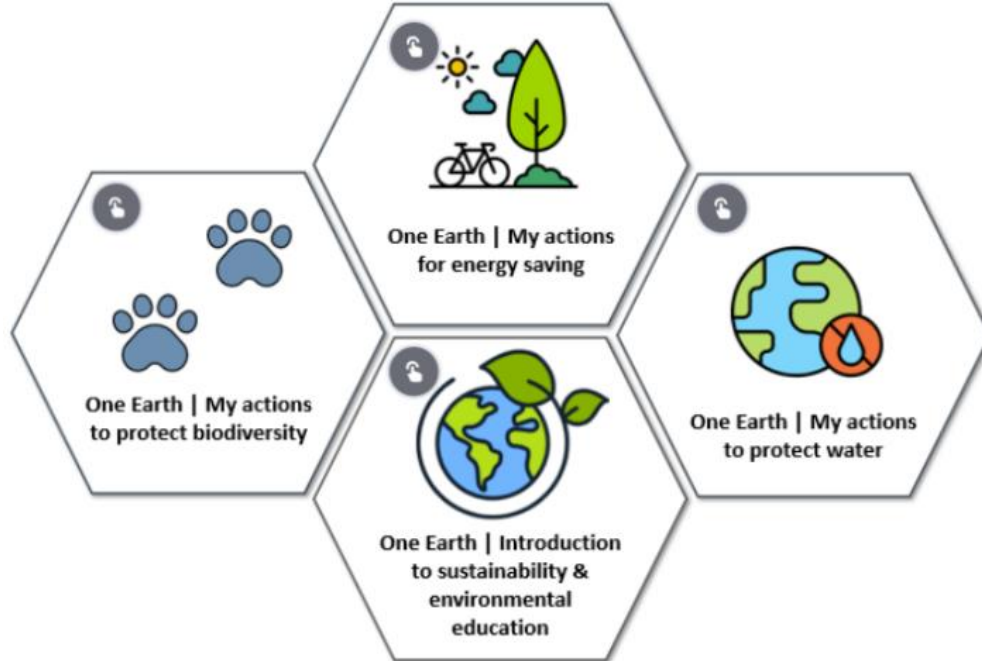 One Earth | My actions
for energy saving
One Earth | My actions
to protect biodiversity
One Earth | My actions
to protect water
One Earth | Introduction
to sustainability &
environmental
education